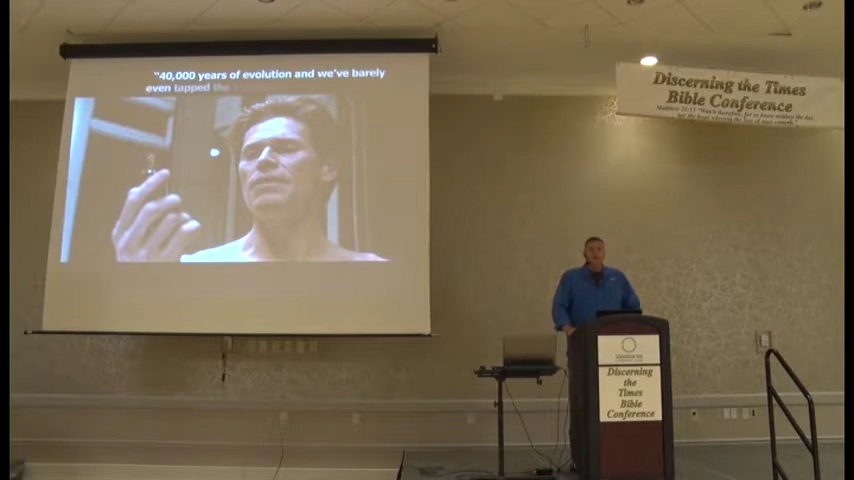 "40,000 years of evolution and we've barely
even tapped the
Discerning the Times
Bible Conference
Discerning
the
Times
Bible
Conference